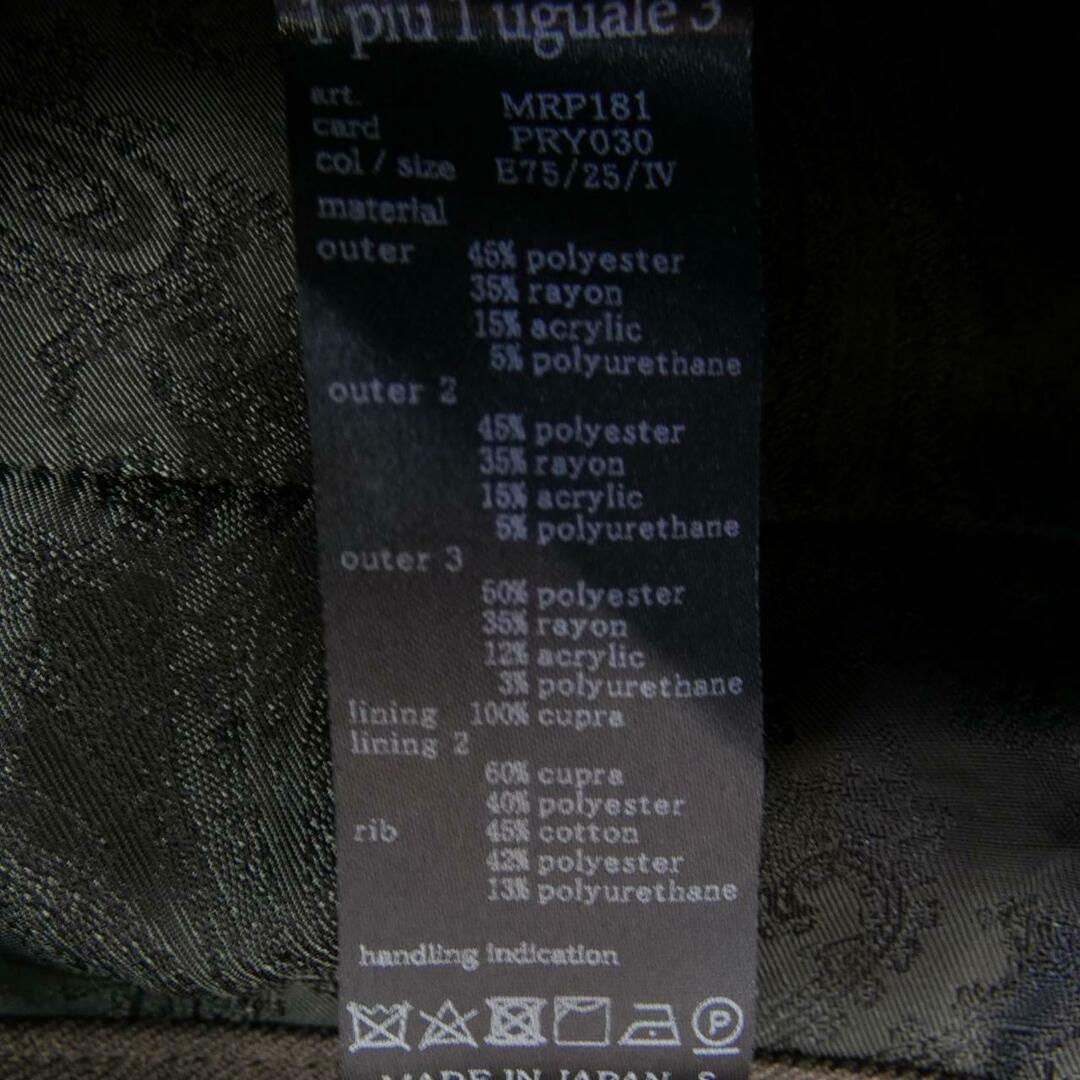 1 piu 1 uguale 3
art. MRP181
card PRY030
col / size E75/25/IV
material
outer 45% polyester
35% rayon
15% acrylic
5% polyurethane
outer 2
45% polyester
35% rayon
15% acrylic
5% polyurethane
outer 3
50% polyester
35% rayon
12% acrylic
3% polyurethane
lining 100% cupra
lining 2
60% cupra
40% polyester
rib 45% cotton
42% polyester
13% polyurethane
handling indication
P
MADE IN JAPAN S